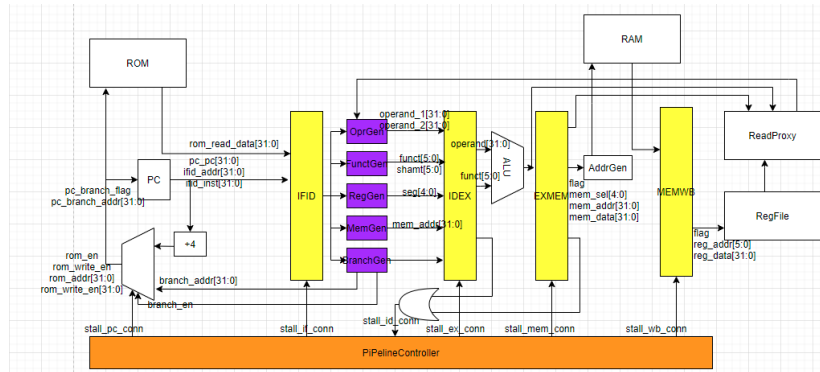 ROM
RAM
rom_read_data[31:0]
pc_pc[31:0]
ifid_addr[31:0]
ifid_inst[31:0]
pc_branch_flag
pc_branch_addr[31:0]
PC
+4
rom_en
rom_write_en
rom_addr[31:0]
rom_write_en[31:0]
IFID
OprGen
FunctGen
RegGen
MemGen
BranchGen
operand_1[31:0]
operand_2[31:0]
funct[5:0]
shamt[5:0]
seg[4:0]
mem_addr[31:0]
branch_addr[31:0]
branch_en
IDEX
operand[31:0]
funct[5:0]
ALU
EXMEM
AddrGen
flag
mem_sel[4:0]
mem_addr[31:0]
mem_data[31:0]
MEMWB
flag
reg_addr[5:0]
reg_data[31:0]
ReadProxy
RegFile
stall_pc_conn
stall_if_conn
stall_id_conn
stall_ex_conn
stall_mem_conn
stall_wb_conn
PiPelineController